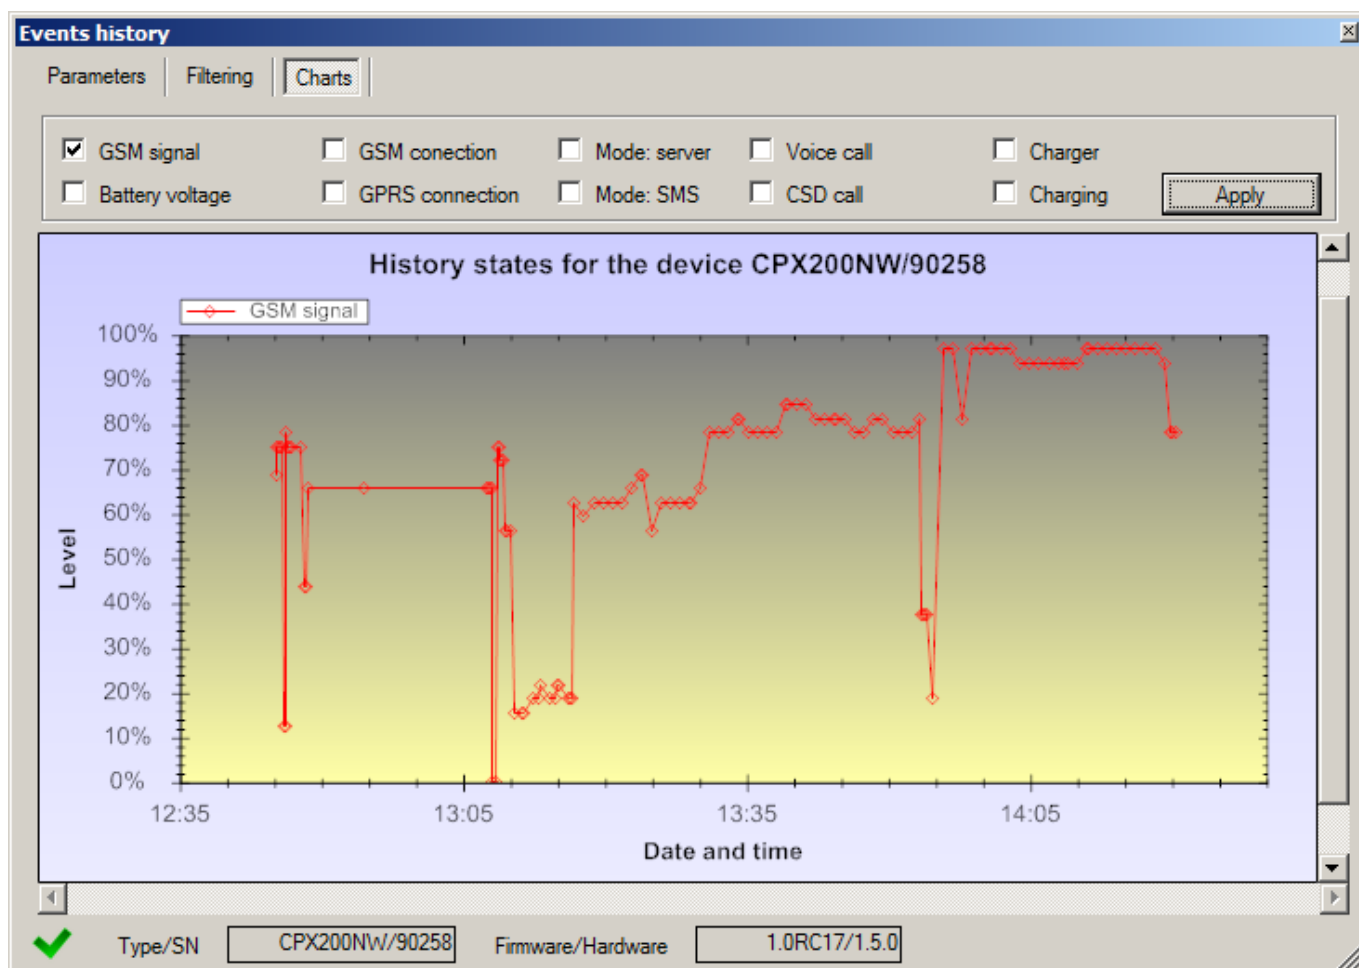 Events history
Parameters Filtering Charts
GSM signal GSM conection Mode: server Voice call Charger
Battery voltage GPRS connection Mode: SMS CSD call Charging Apply
History states for the device CPX200NW/90258
GSM signal
100%
90%
80%
70%
60%
50%
40%
30%
20%
10%
0%
Level
12:35 13:05 13:35 14:05
Date and time
Type/SN CPX200NW/90258 Firmware/Hardware 1.0RC17/1.5.0